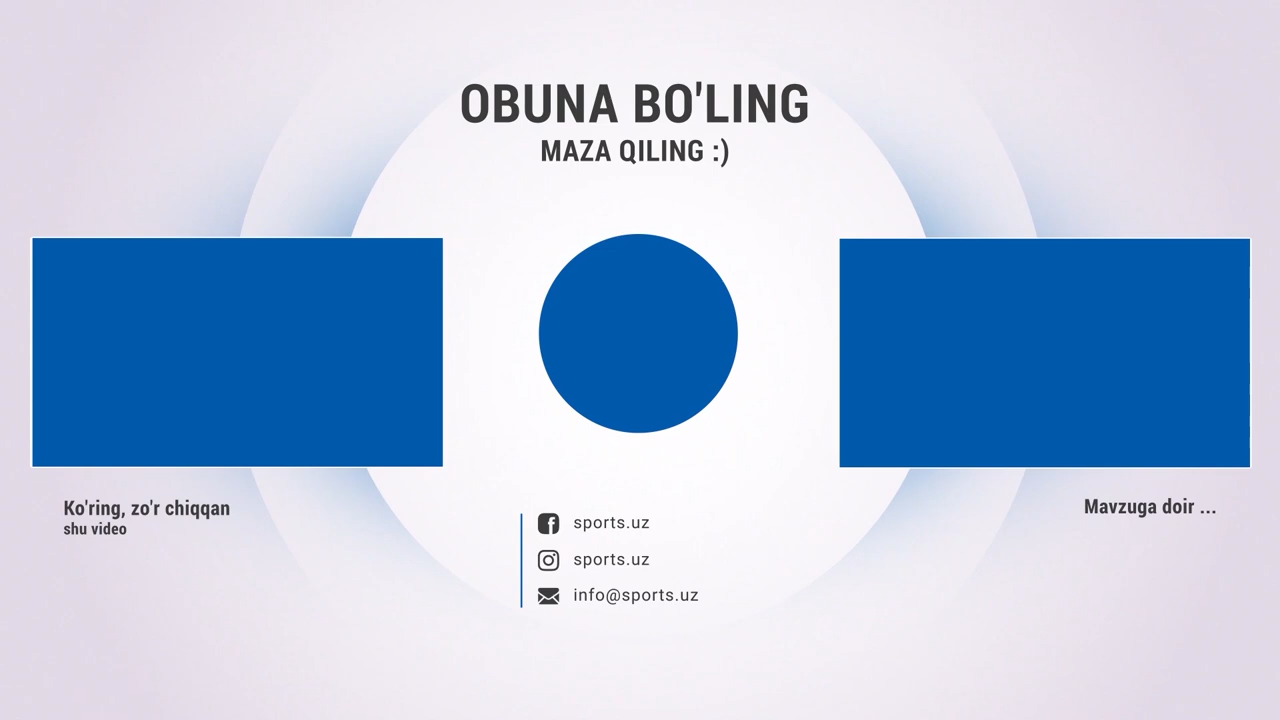 OBUNA BO'LING
MAZA QILING :)
Ko'ring, zo'r chiqqan
shu video
Mavzuga doir ...
sports.uz
sports.uz
info@sports.uz